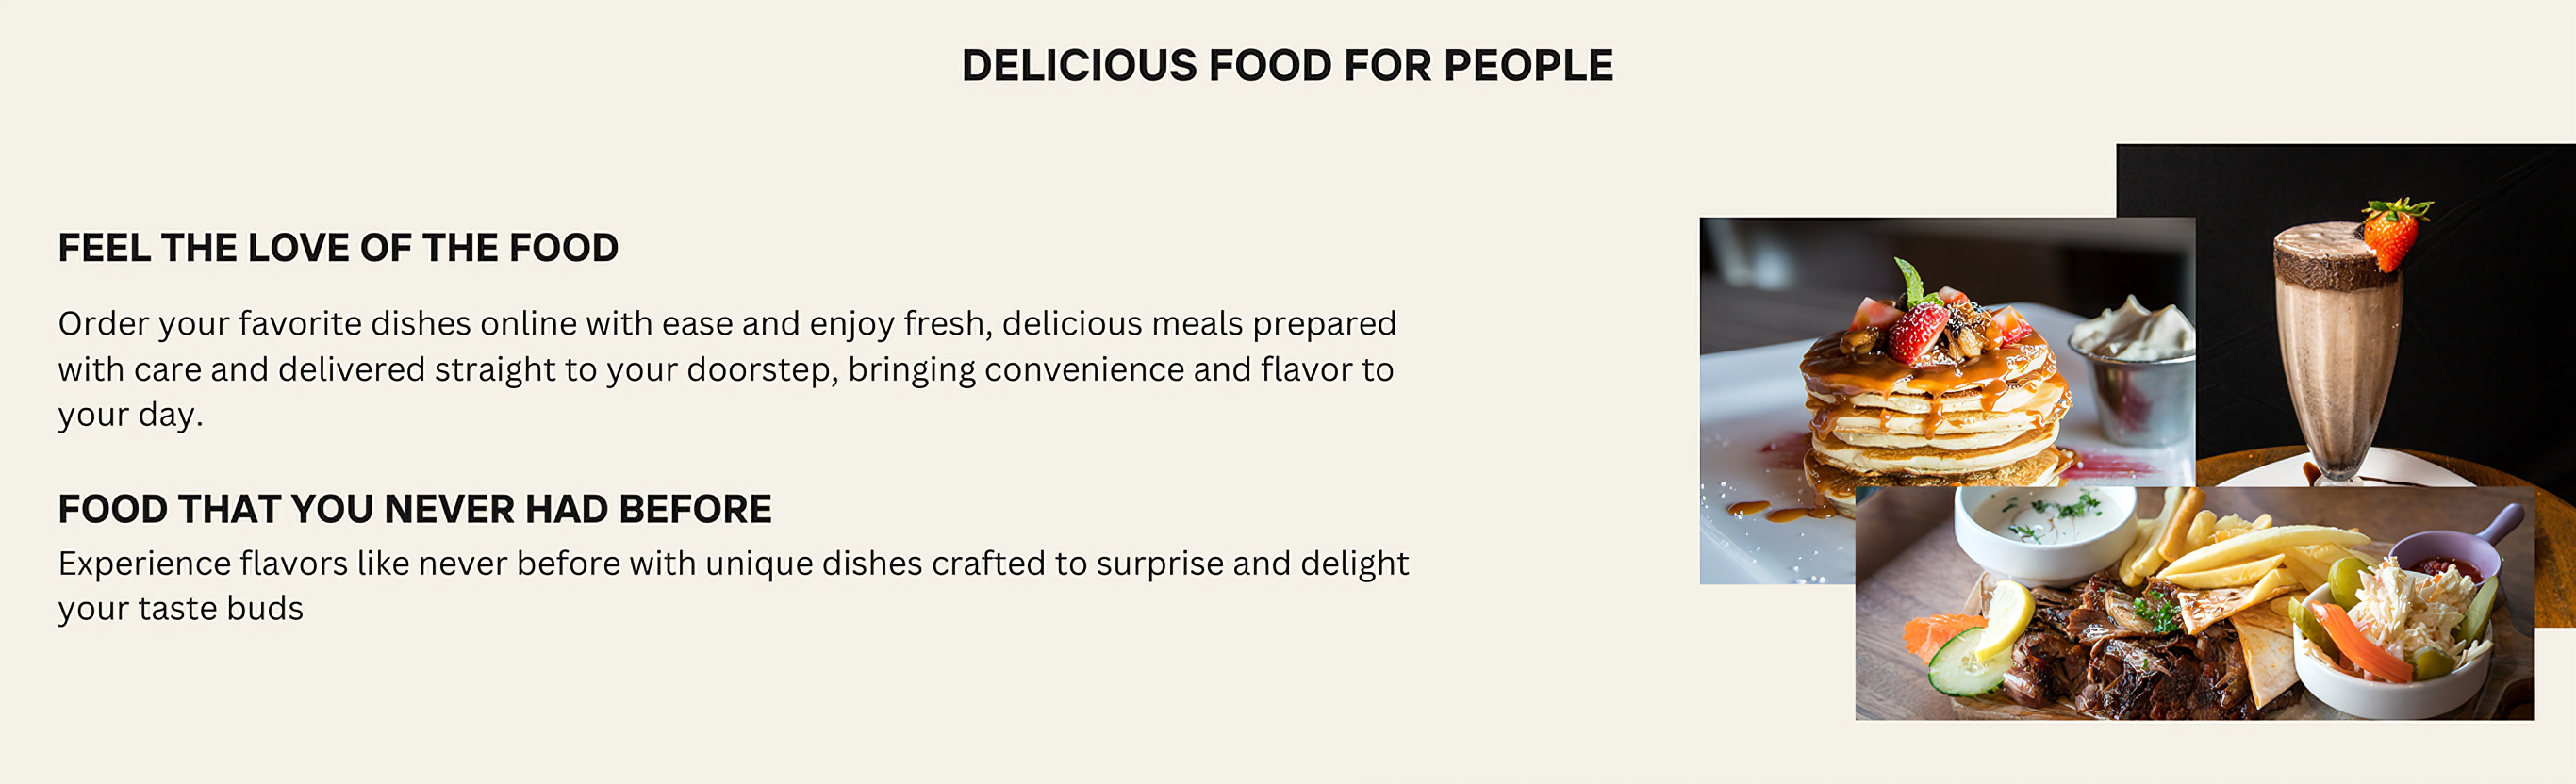 DELICIOUS FOOD FOR PEOPLE
FEEL THE LOVE OF THE FOOD
Order your favorite dishes online with ease and enjoy fresh, delicious meals prepared
with care and delivered straight to your doorstep, bringing convenience and flavor to
your day.
FOOD THAT YOU NEVER HAD BEFORE
Experience flavors like never before with unique dishes crafted to surprise and delight
your taste buds